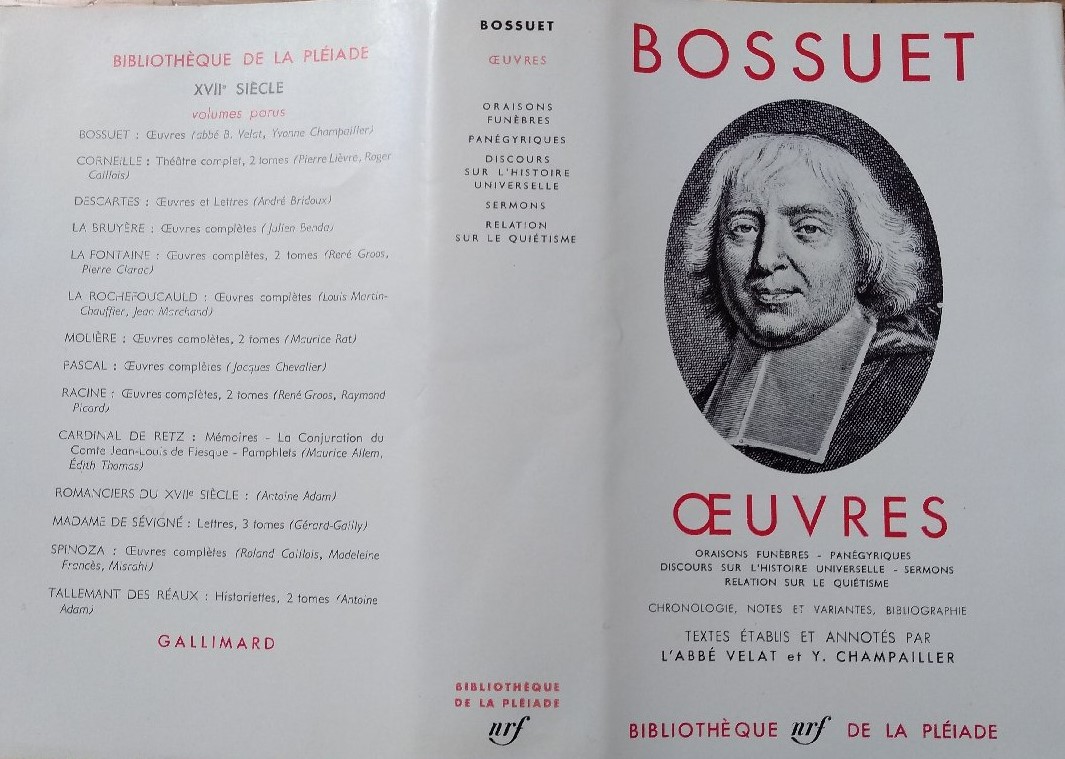 BIBLIOTHÈQUE DE LA PLÉIADE
XVIIe SIÈCLE
volumes parus
BOSSUET : Œuvres (abbé B. Velat, Yvonne Champailler)
CORNEILLE : Théâtre complet, 2 tomes (Pierre Lièvre, Roger
Caillois)
DESCARTES : Œuvres et Lettres (André Bridoux)
LA BRUYÈRE : Œuvres complètes (Julien Benda)
LA FONTAINE : Œuvres complètes, 2 tomes (René Groos,
Pierre Clarac)
LA ROCHEFOUCAULD : Œuvres complètes (Louis Martin-
Chauffier, Jean Marchand)
MOLIÈRE : Œuvres complètes, 2 tomes (Maurice Rat)
PASCAL : Œuvres complètes (Jacques Chevalier)
RACINE : Œuvres complètes, 2 tomes (René Groos, Raymond
Picard)
CARDINAL DE RETZ : Mémoires - La Conjuration du
Comte Jean-Louis de Fiesque - Pamphlets (Maurice Allem,
Édith Thomas)
ROMANCIERS DU XVIIe SIÈCLE : (Antoine Adam)
MADAME DE SÉVIGNÉ : Lettres, 3 tomes (Gérard-Gailly)
SPINOZA : Œuvres complètes (Roland Caillois, Madeleine
Francès, Misrahi)
TALLEMANT DES RÉAUX : Historiettes, 2 tomes (Antoine
Adam)
GALLIMARD
BOSSUET
ŒUVRES
ORAISONS
FUNÈBRES
PANÉGYRIQUES
DISCOURS
SUR L'HISTOIRE
UNIVERSELLE
SERMONS
RELATION
SUR LE QUIÉTISME
BIBLIOTHÈQUE
DE LA PLÉIADE
nrf
BOSSUET
ŒUVRES
ORAISONS FUNÈBRES - PANÉGYRIQUES
DISCOURS SUR L'HISTOIRE UNIVERSELLE - SERMONS
RELATION SUR LE QUIÉTISME
CHRONOLOGIE, NOTES ET VARIANTES, BIBLIOGRAPHIE
TEXTES ÉTABLIS ET ANNOTÉS PAR
L'ABBÉ VELAT et Y. CHAMPAILLER
BIBLIOTHÈQUE nrf DE LA PLÉIADE